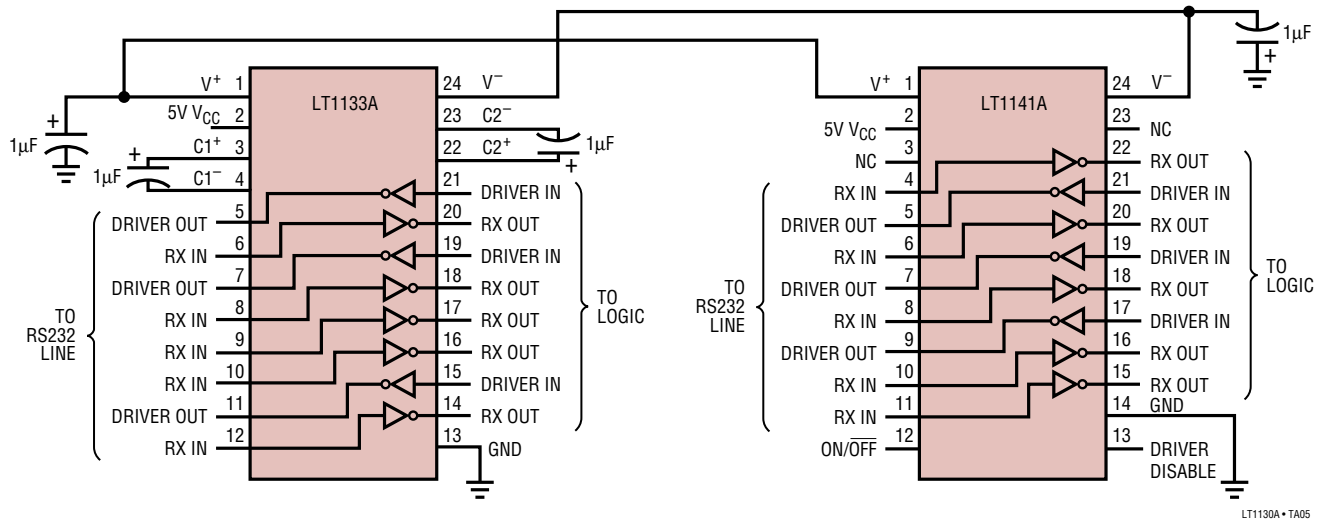 1µF
+
V⁺ 1
LT1133A
24 V⁻
V⁺ 1
LT1141A
24 V⁻
5V VCC 2
23 C2⁻
5V VCC 2
23 NC
+
1µF
C1⁺ 3
22 C2⁺
1µF
+
NC 3
22 RX OUT
+
1µF
C1⁻ 4
21 DRIVER IN
RX IN 4
21 DRIVER IN
DRIVER OUT 5
20 RX OUT
DRIVER OUT 5
20 RX OUT
RX IN 6
19 DRIVER IN
RX IN 6
19 DRIVER IN
DRIVER OUT 7
18 RX OUT
DRIVER OUT 7
18 RX OUT
RX IN 8
17 RX OUT
RX IN 8
17 DRIVER IN
RX IN 9
16 RX OUT
DRIVER OUT 9
16 RX OUT
RX IN 10
15 DRIVER IN
RX IN 10
15 RX OUT
DRIVER OUT 11
14 RX OUT
RX IN 11
14 GND
RX IN 12
13 GND
ON/O̅F̅F̅ 12
13 DRIVER
DISABLE
TO
RS232
LINE
TO
LOGIC
TO
RS232
LINE
TO
LOGIC
LT1130A • TA05